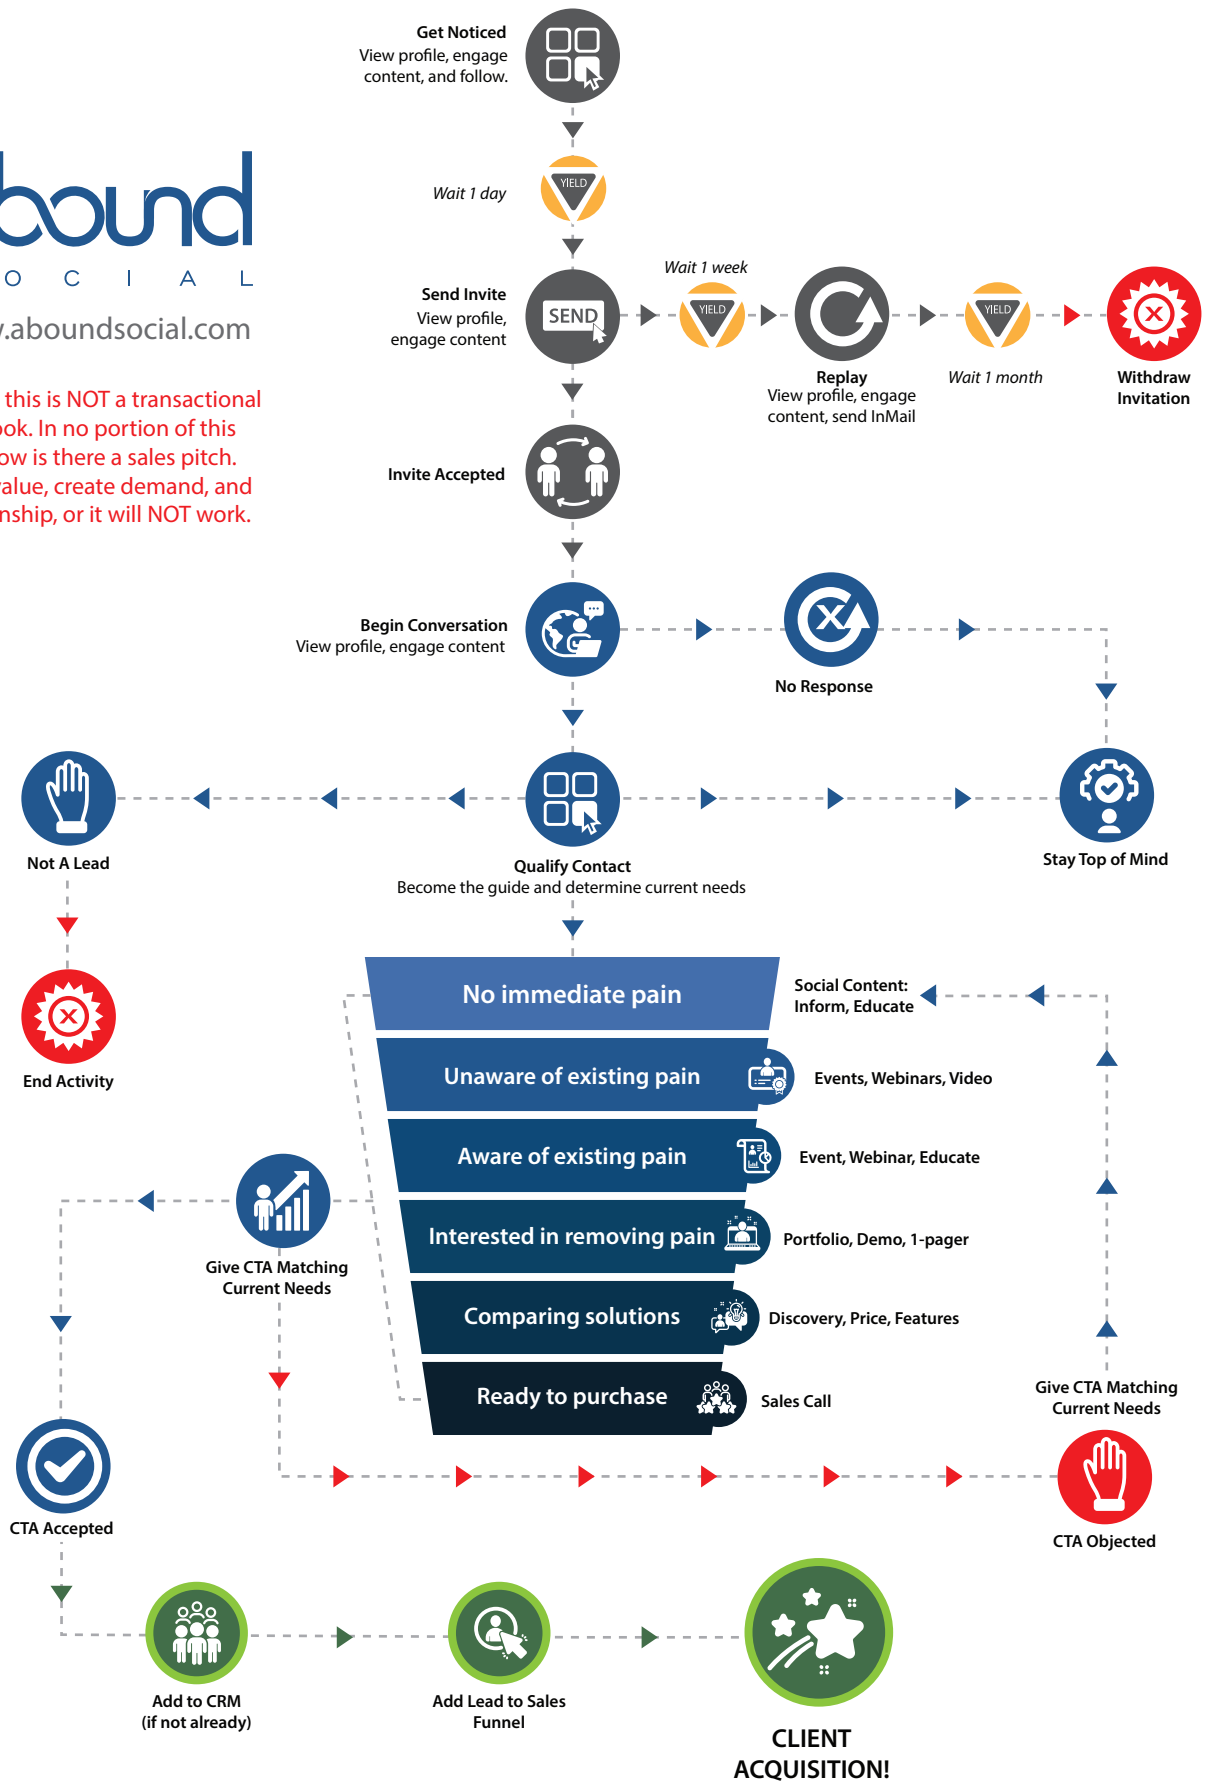 Get Noticed
View profile, engage
content, and follow.
YIELD
Wait 1 day
bound
O C I A L
.aboundsocial.com
this is NOT a transactional
ook. In no portion of this
ow is there a sales pitch.
value, create demand, and
nship, or it will NOT work.
Send Invite
View profile,
engage content
SEND
Wait 1 week
YIELD
Replay
View profile, engage
content, send InMail
YIELD
Wait 1 month
Withdraw
Invitation
Invite Accepted
Begin Conversation
View profile, engage content
No Response
Not A Lead
Qualify Contact
Become the guide and determine current needs
Stay Top of Mind
End Activity
No immediate pain
Social Content:
Inform, Educate
Unaware of existing pain
Events, Webinars, Video
Aware of existing pain
Event, Webinar, Educate
Interested in removing pain
Portfolio, Demo, 1-pager
Comparing solutions
Discovery, Price, Features
Ready to purchase
Sales Call
Give CTA Matching
Current Needs
Give CTA Matching
Current Needs
CTA Accepted
CTA Objected
Add to CRM
(if not already)
Add Lead to Sales
Funnel
CLIENT
ACQUISITION!